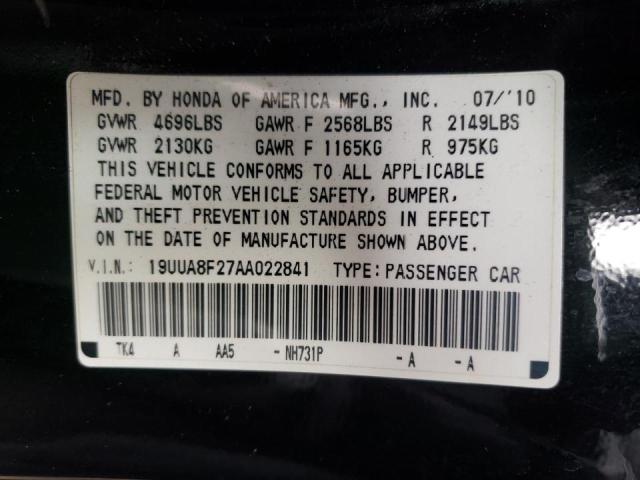 MFD. BY HONDA OF AMERICA MFG., INC. 07/'10
GVWR 4696LBS GAWR F 2568LBS R 2149LBS
GVWR 2130KG GAWR F 1165KG R 975KG
THIS VEHICLE CONFORMS TO ALL APPLICABLE
FEDERAL MOTOR VEHICLE SAFETY, BUMPER,
AND THEFT PREVENTION STANDARDS IN EFFECT
ON THE DATE OF MANUFACTURE SHOWN ABOVE.
V.I.N.: 19UUA8F27AA022841 TYPE:PASSENGER CAR
TK4 A AA5 -NH731P -A -A